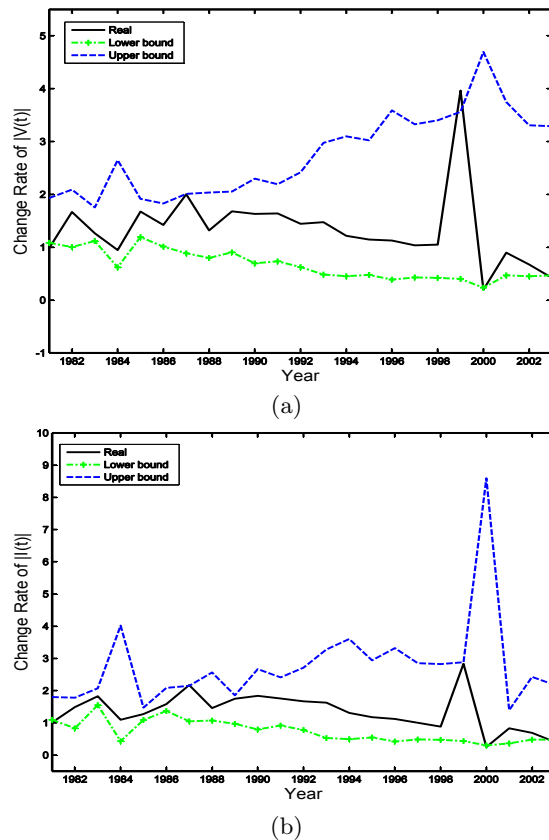 5
4
3
2
1
0
-1
Change Rate of |V(t)|
Real
Lower bound
Upper bound
1982 1984 1986 1988 1990 1992 1994 1996 1998 2000 2002
Year
(a)
10
9
8
7
6
5
4
3
2
1
0
Change Rate of |I(t)|
Real
Lower bound
Upper bound
1982 1984 1986 1988 1990 1992 1994 1996 1998 2000 2002
Year
(b)